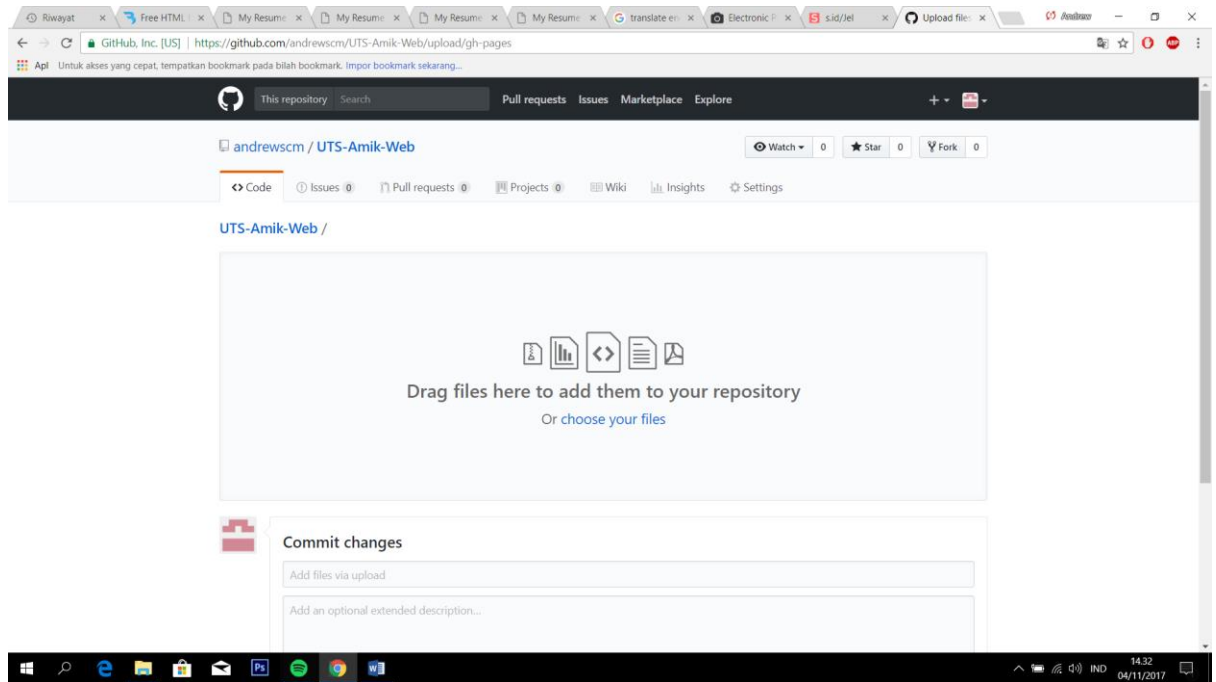 Riwayat
Free HTML
My Resume
My Resume
My Resume
My Resume
translate en
Electronic P
s.id/Jel
Upload files
GitHub, Inc. [US] | https://github.com/andrewscm/UTS-Amik-Web/upload/gh-pages
Apl Untuk akses yang cepat, tempatkan bookmark pada bilah bookmark. Impor bookmark sekarang...
This repository Search Pull requests Issues Marketplace Explore
andrewscm / UTS-Amik-Web Watch 0 Star 0 Fork 0
Code Issues 0 Pull requests 0 Projects 0 Wiki Insights Settings
UTS-Amik-Web /
Drag files here to add them to your repository
Or choose your files
Commit changes
Add files via upload
Add an optional extended description...
Ps
IND
14.32
04/11/2017